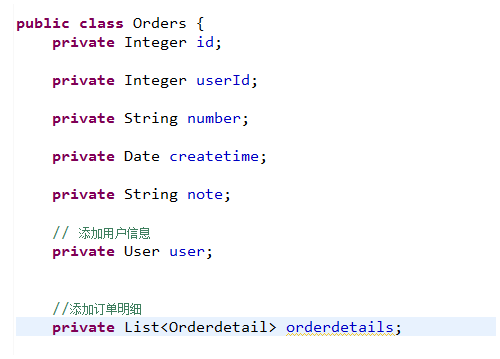 public class Orders {
private Integer id;
private Integer userId;
private String number;
private Date createtime;
private String note;
// 添加用户信息
private User user;
//添加订单明细
private List<Orderdetail> orderdetails;